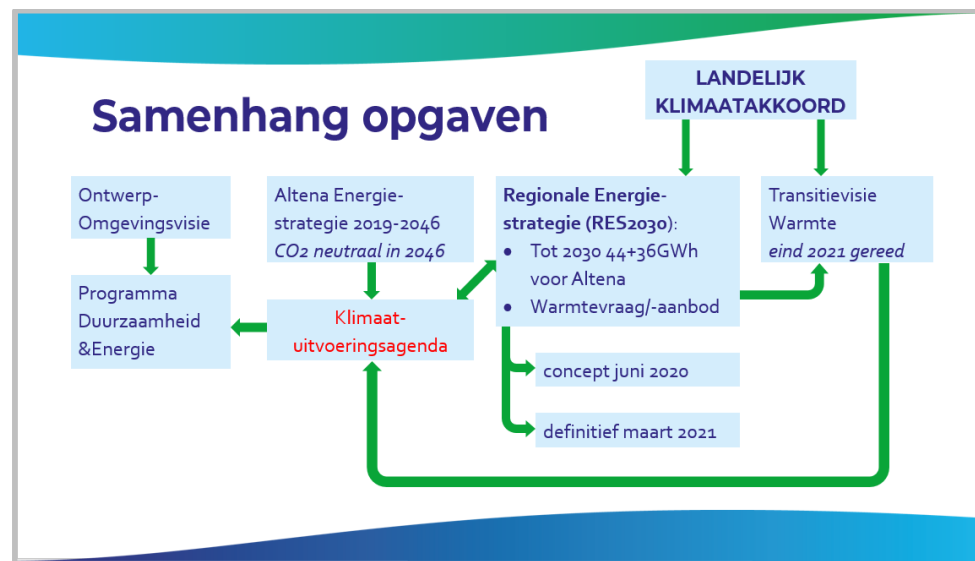 Samenhang opgaven
LANDELIJK
KLIMAATAKKOORD
Ontwerp-
Omgevingsvisie
Altena Energie-
strategie 2019-2046
CO2 neutraal in 2046
Regionale Energie-
strategie (RES2030):
• Tot 2030 44+36GWh
voor Altena
• Warmtevraag/-aanbod
Transitievisie
Warmte
eind 2021 gereed
Programma
Duurzaamheid
&Energie
Klimaat-
uitvoeringsagenda
concept juni 2020
definitief maart 2021